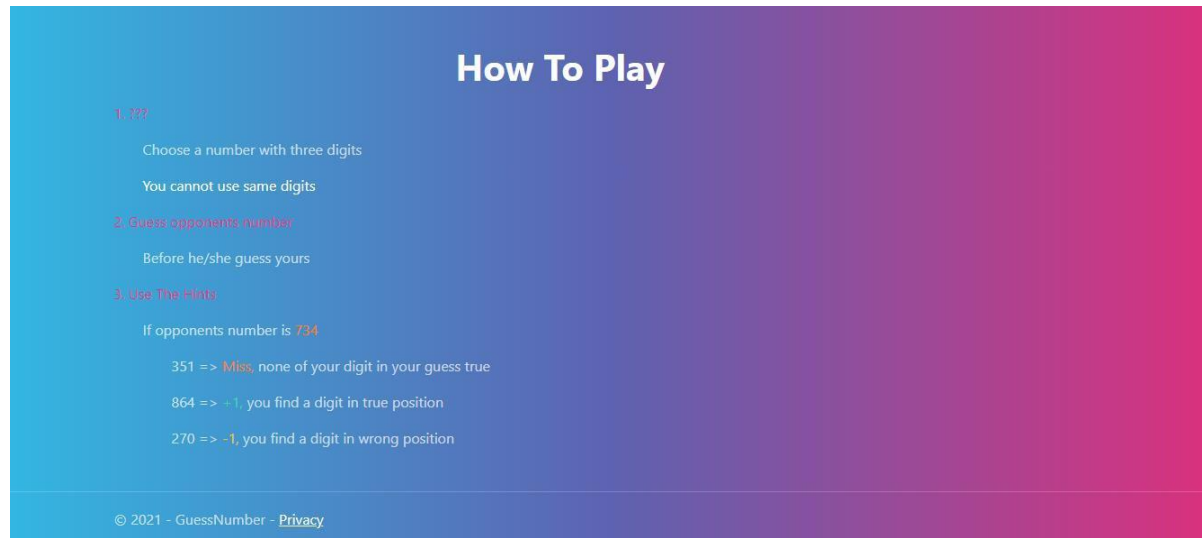 How To Play
1. ???
Choose a number with three digits
You cannot use same digits
2. Guess opponents number
Before he/she guess yours
3. Use The Hints
If opponents number is 734
351 => Miss, none of your digit in your guess true
864 => +1, you find a digit in true position
270 => -1, you find a digit in wrong position
© 2021 - GuessNumber - Privacy